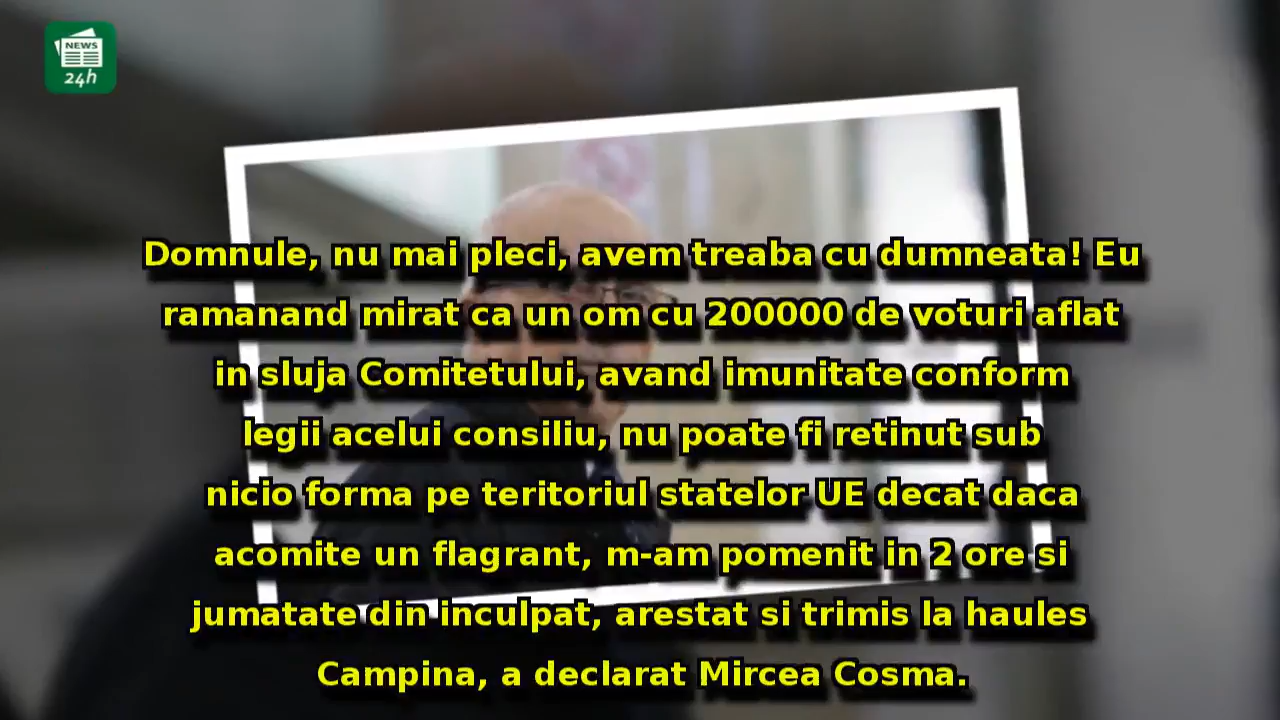 NEWS
24h
Domnule, nu mai pleci, avem treaba cu dumneata! Eu
ramanand mirat ca un om cu 200000 de voturi aflat
in sluja Comitetului, avand imunitate conform
legii acelui consiliu, nu poate fi retinut sub
nicio forma pe teritoriul statelor UE decat daca
acomite un flagrant, m-am pomenit in 2 ore si
jumatate din inculpat, arestat si trimis la haules
Campina, a declarat Mircea Cosma.